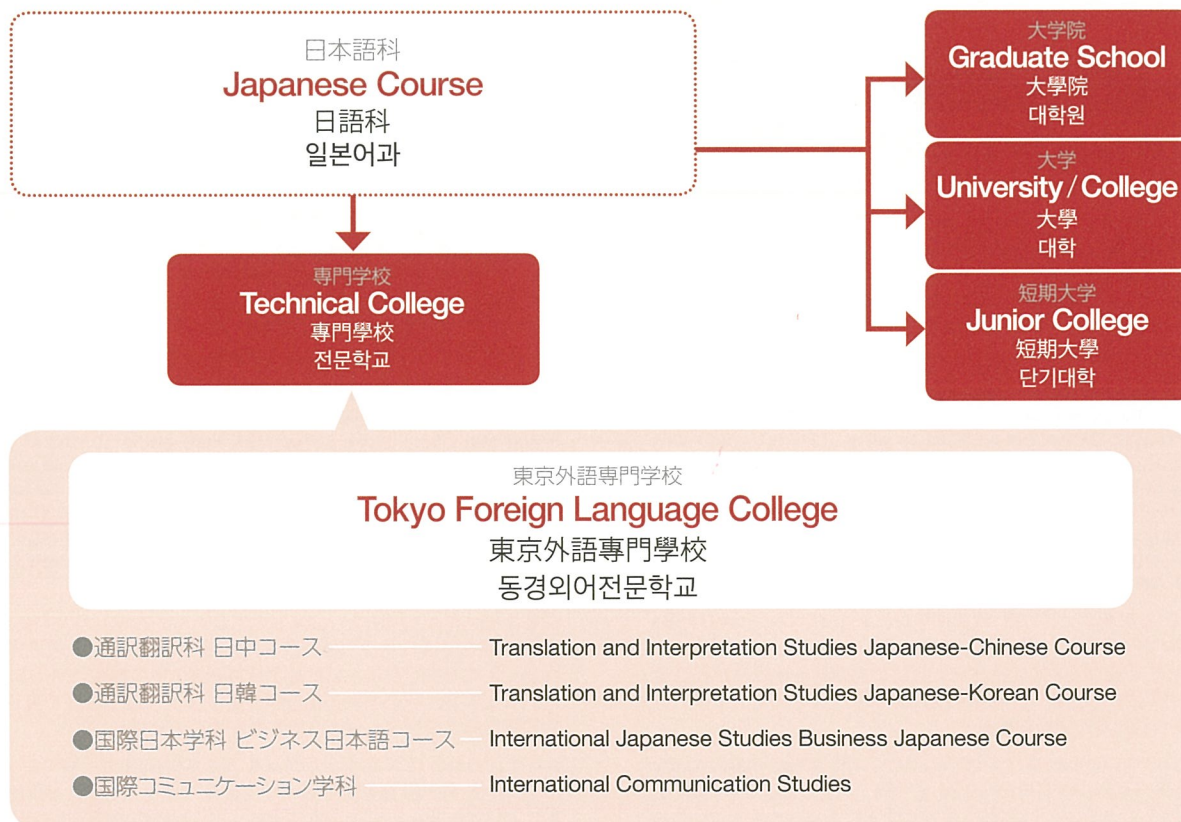 日本語科
Japanese Course
日語科
일본어과
大学院
Graduate School
大學院
대학원
大学
University / College
大學
대학
短期大学
Junior College
短期大學
단기대학
専門学校
Technical College
專門學校
전문학교
東京外語専門学校
Tokyo Foreign Language College
東京外語專門學校
동경외어전문학교
●通訳翻訳科 日中コース Translation and Interpretation Studies Japanese-Chinese Course
●通訳翻訳科 日韓コース Translation and Interpretation Studies Japanese-Korean Course
●国際日本学科 ビジネス日本語コース International Japanese Studies Business Japanese Course
●国際コミュニケーション学科 International Communication Studies